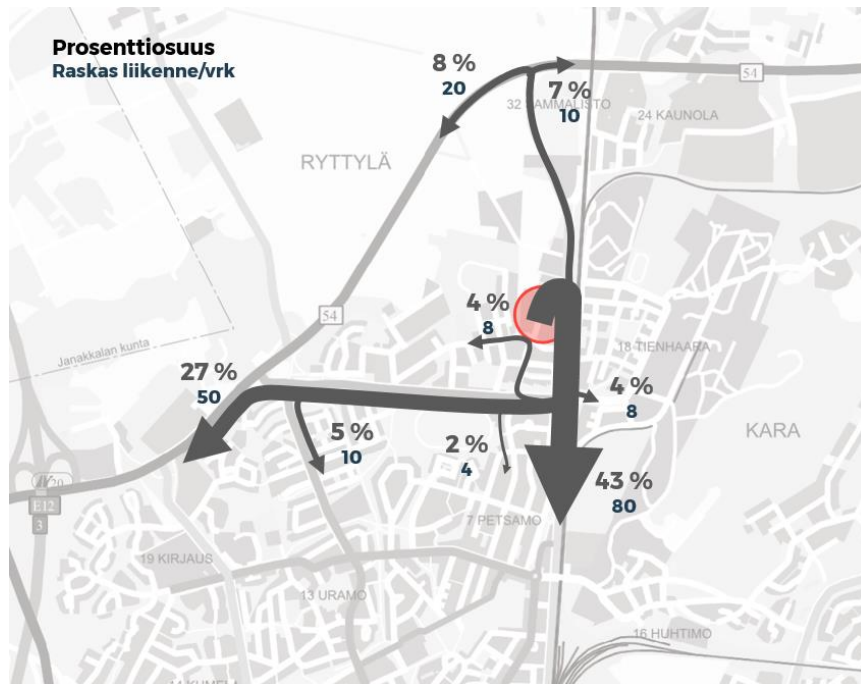 Prosenttiosuus
Raskas liikenne/vrk
8 %
20
54
7 %
10
32 SAMMALISTO
24 KAUNOLA
RYTTYLÄ
4 %
8
54
18 TIENHAARA
Janakkalan kunta
27 %
50
4 %
8
KARA
5 %
10
2 %
4
43 %
80
E12
3
7 PETSAMO
19 KIRJAUS
13 URAMO
16 HUHTIMO
14 KUMELA